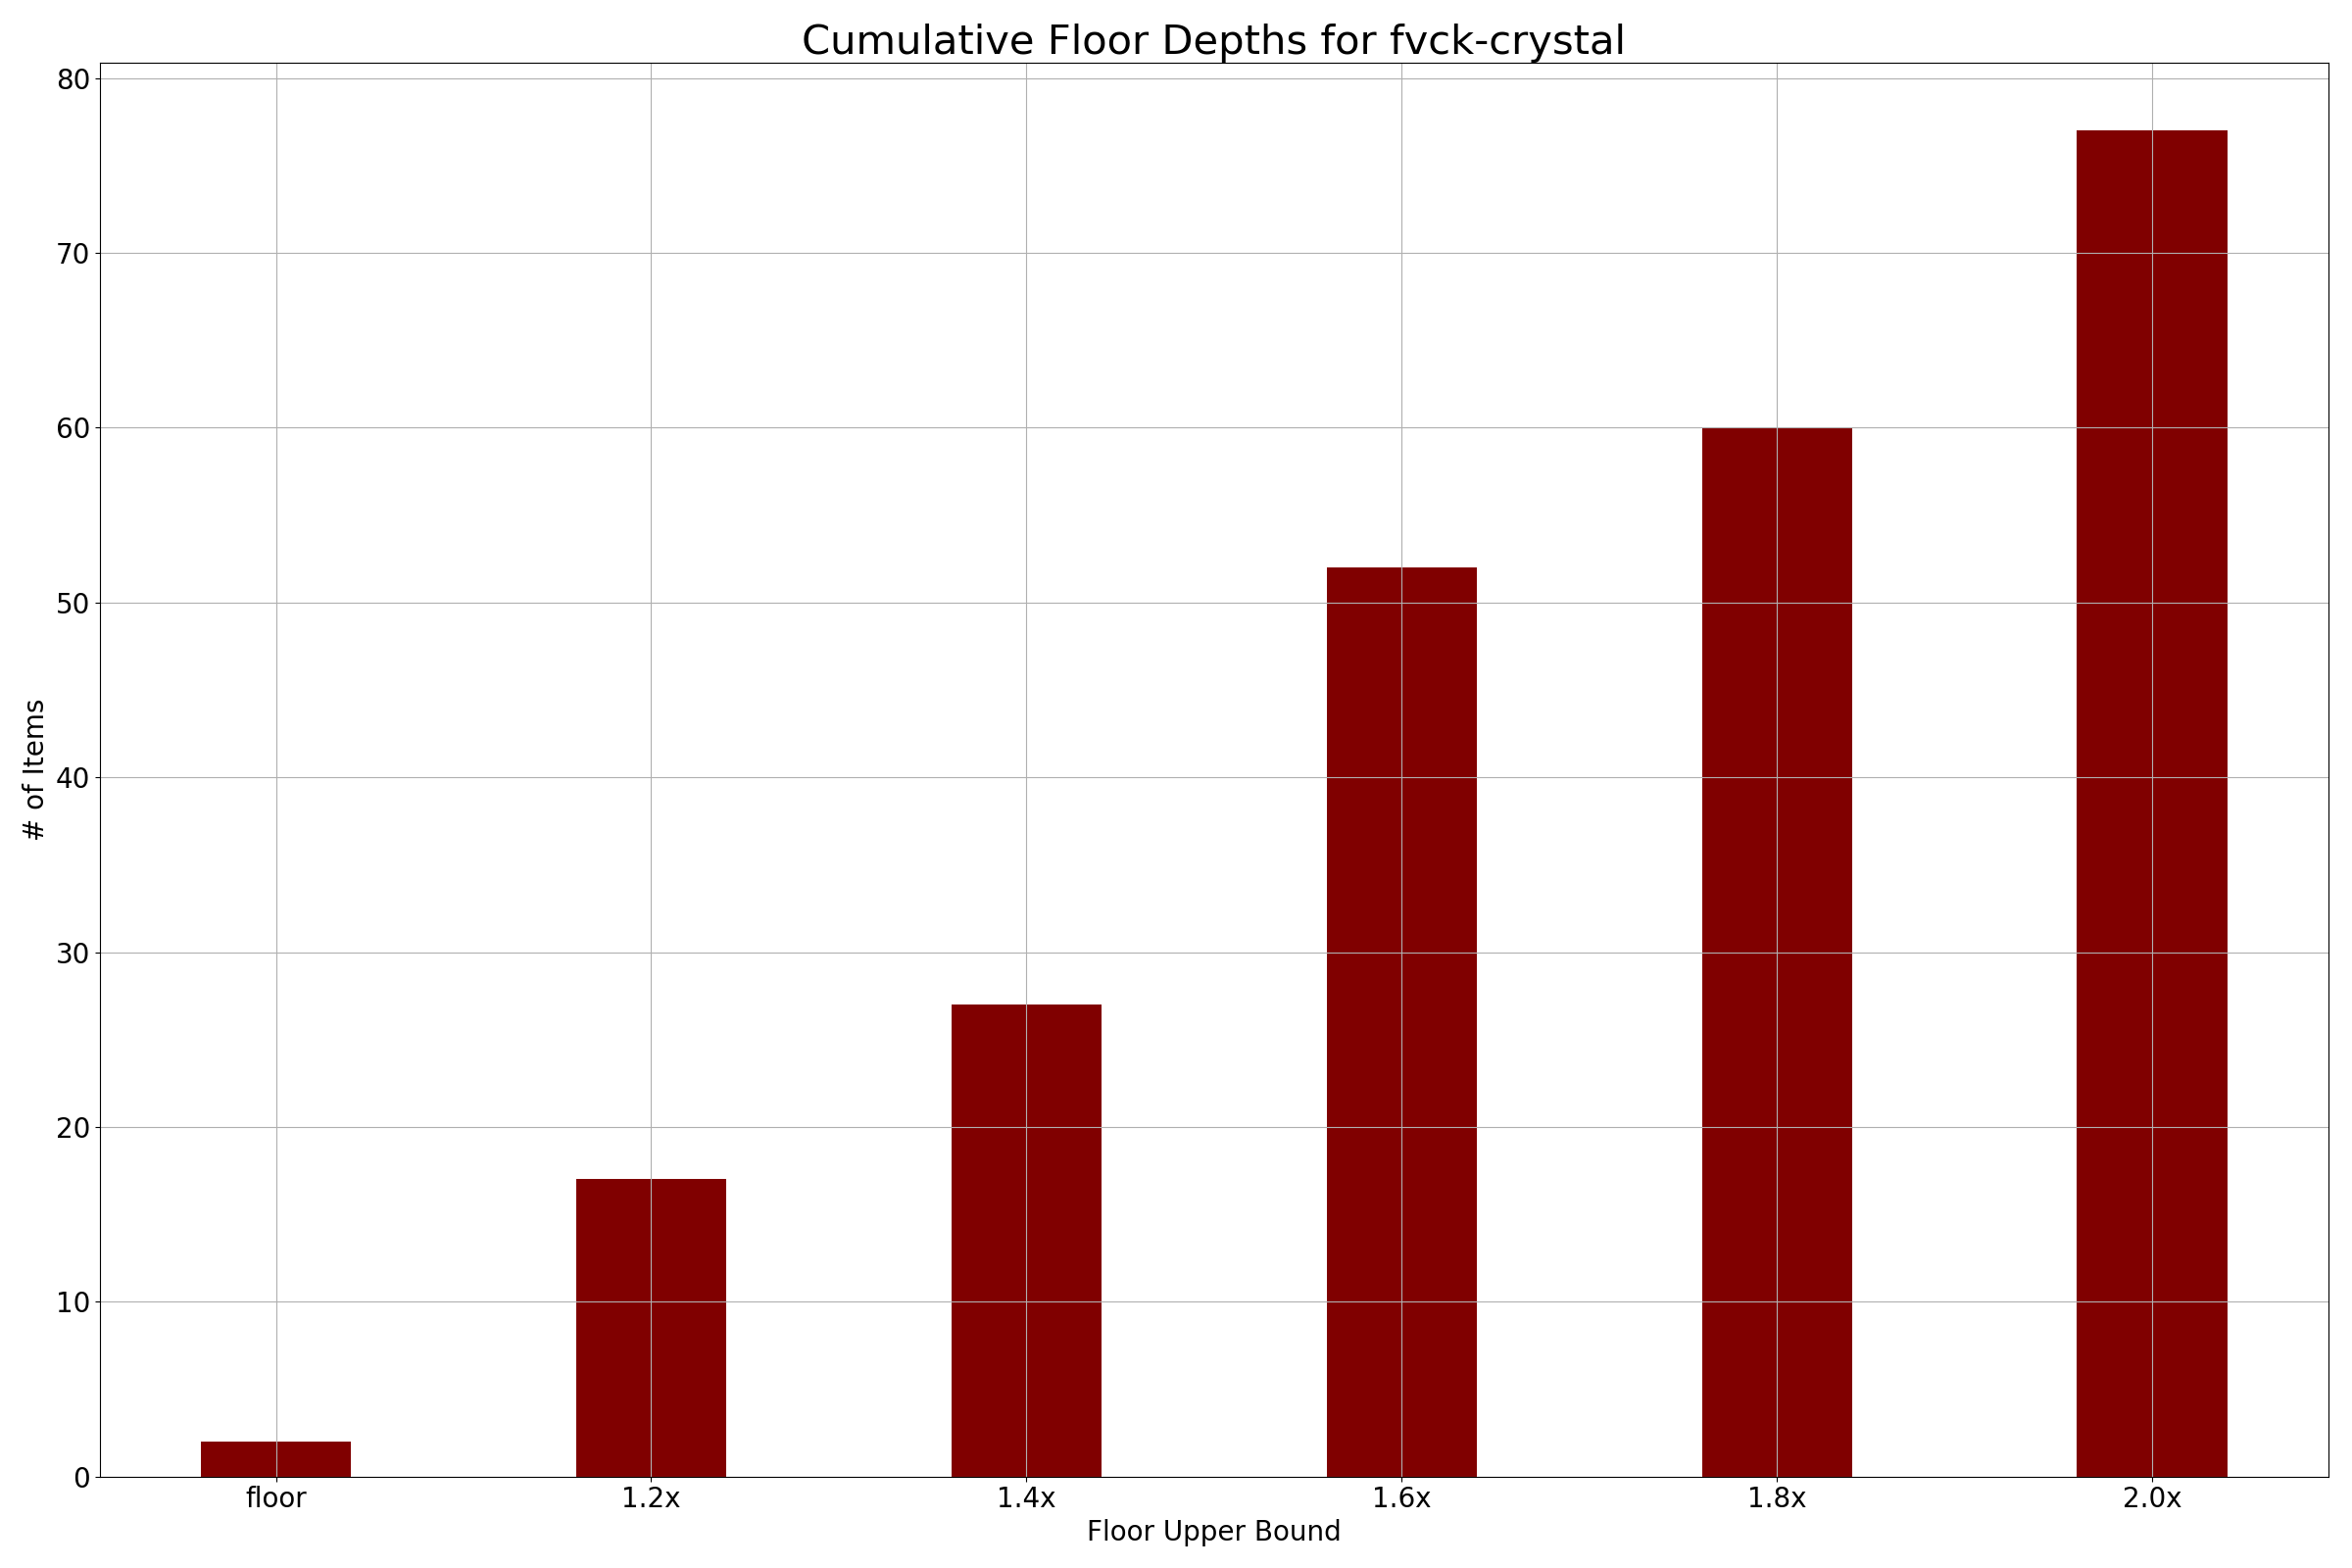 Cumulative Floor Depths for fvck-crystal
80
70
60
50
40
30
20
10
0
# of Items
floor 1.2x 1.4x 1.6x 1.8x 2.0x
Floor Upper Bound